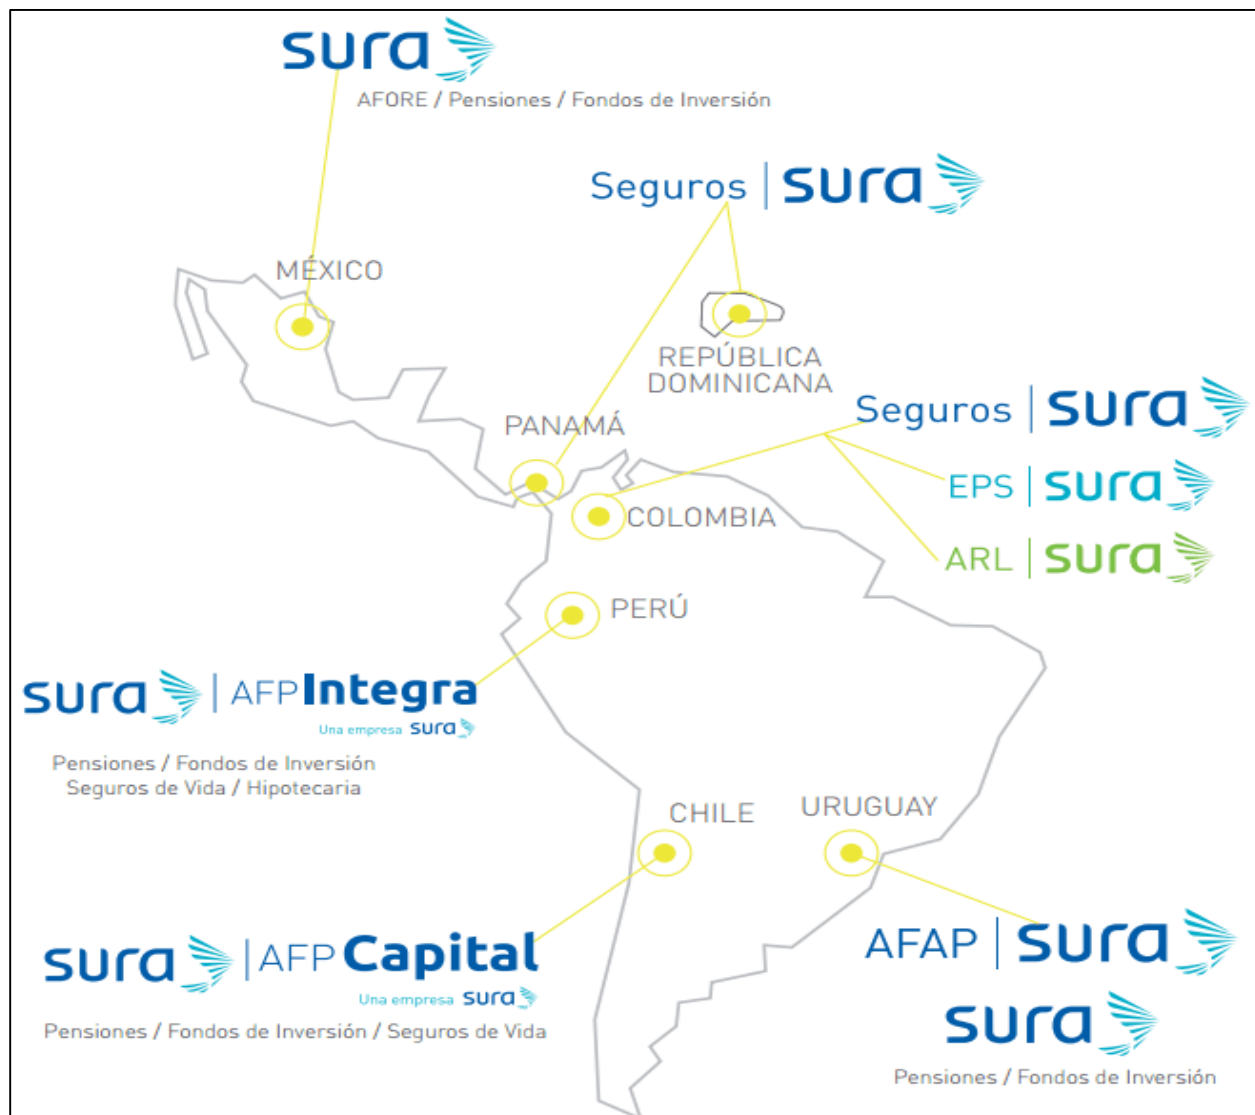 sura
AFORE / Pensiones / Fondos de Inversión
Seguros | sura
MÉXICO
REPÚBLICA
DOMINICANA
PANAMÁ
Seguros | sura
EPS | sura
COLOMBIA
ARL | sura
PERÚ
sura | AFP Integra
Una empresa sura
Pensiones / Fondos de Inversión
Seguros de Vida / Hipotecaria
CHILE
URUGUAY
sura | AFP Capital
Una empresa sura
Pensiones / Fondos de Inversión / Seguros de Vida
AFAP | sura
sura
Pensiones / Fondos de Inversión